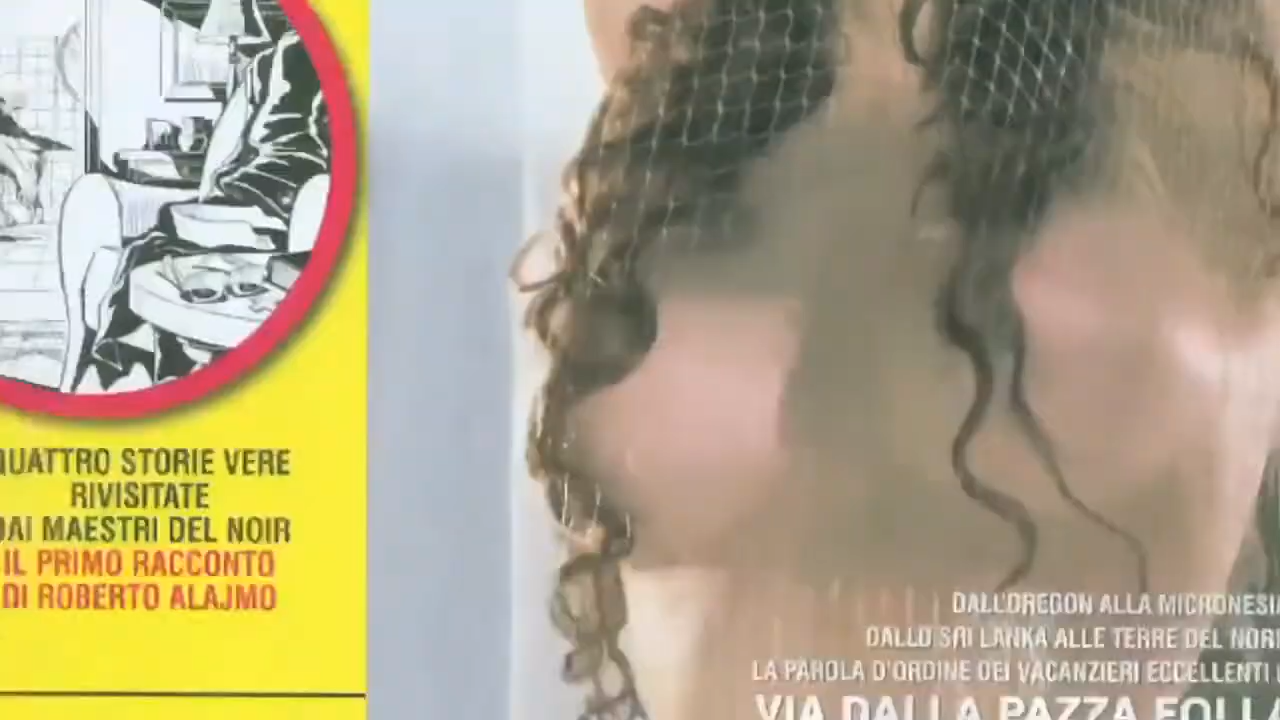 QUATTRO STORIE VERE
RIVISITATE
DAI MAESTRI DEL NOIR
IL PRIMO RACCONTO
DI ROBERTO ALAJMO
DALL'OREGON ALLA MICRONESIA
DALLO SRI LANKA ALLE TERRE DEL NOR
LA PAROLA D'ORDINE DEI VACANZIERI ECCELLENTI
VIA DALLA PAZZA FOLLA